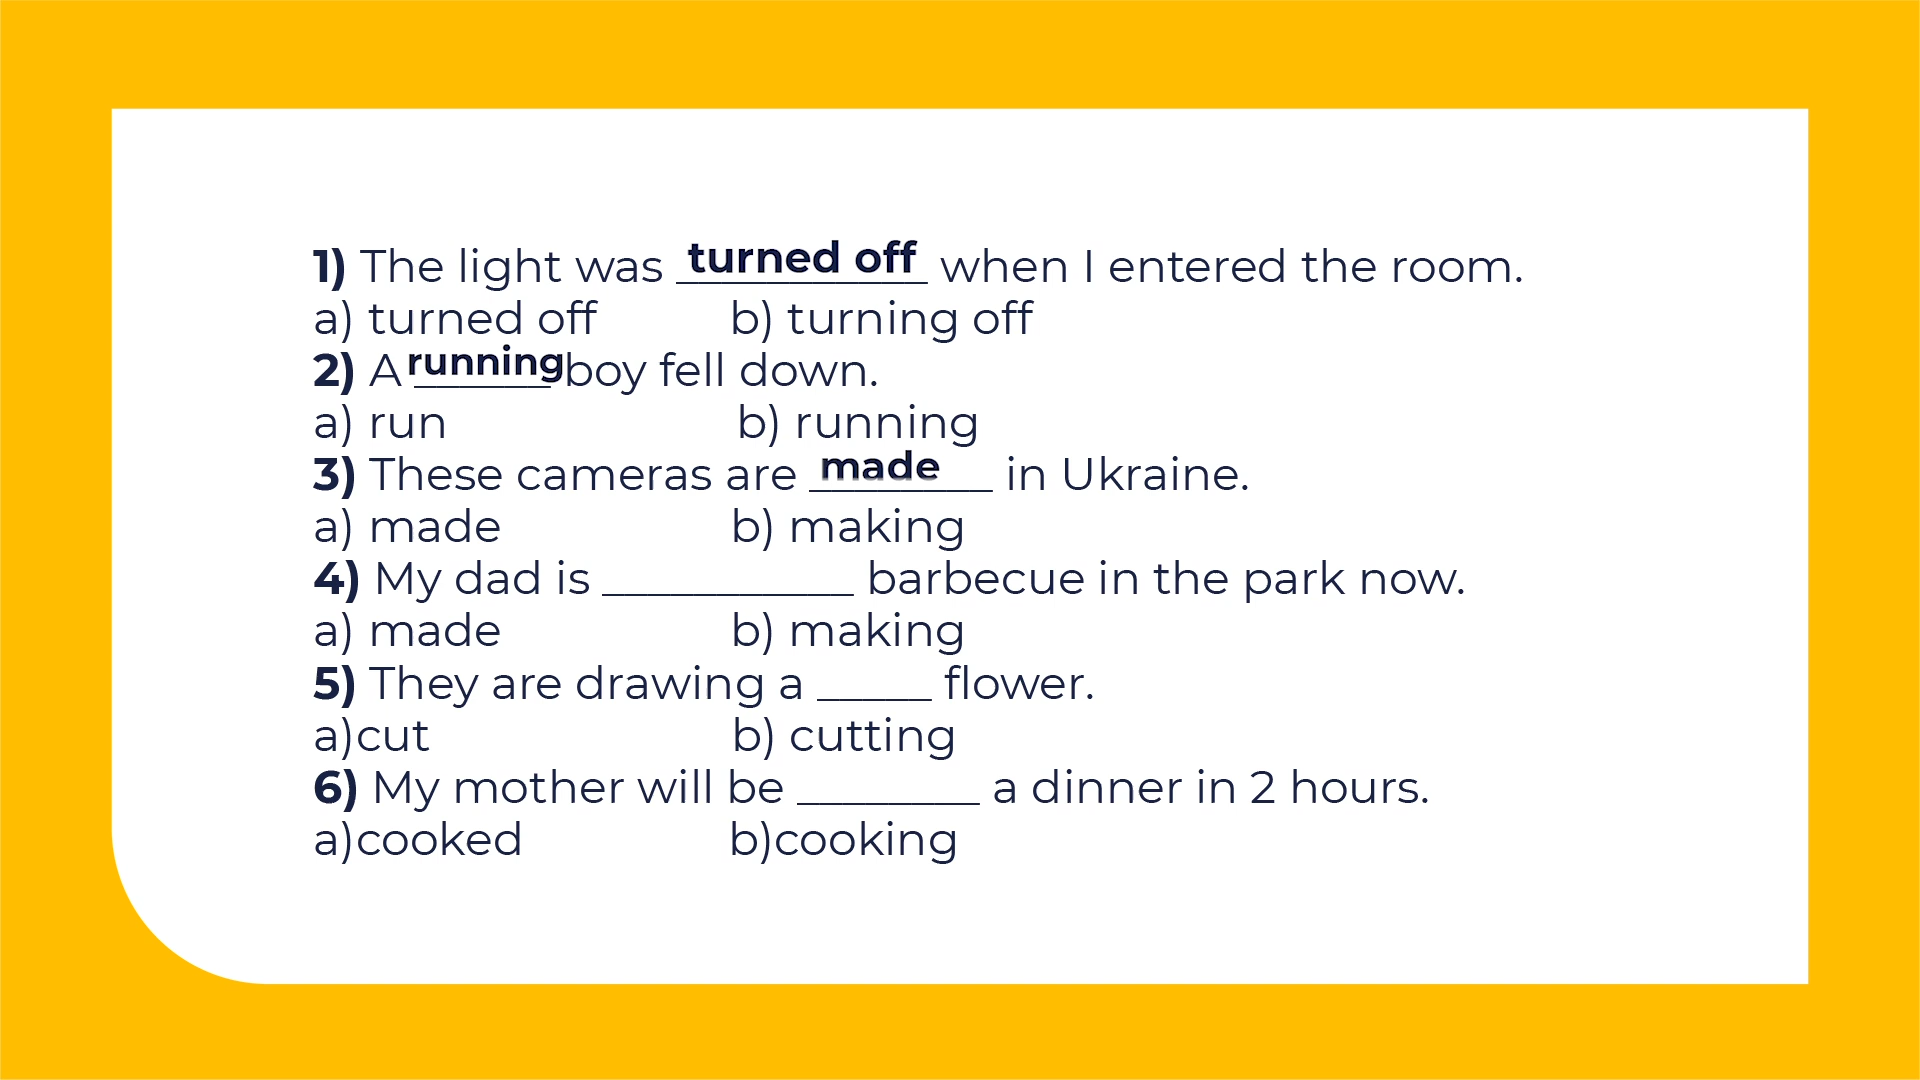 1) The light was turned off when I entered the room.
a) turned off b) turning off
2) A running boy fell down.
a) run b) running
3) These cameras are made in Ukraine.
a) made b) making
4) My dad is ___________ barbecue in the park now.
a) made b) making
5) They are drawing a _____ flower.
a)cut b) cutting
6) My mother will be ________ a dinner in 2 hours.
a)cooked b)cooking